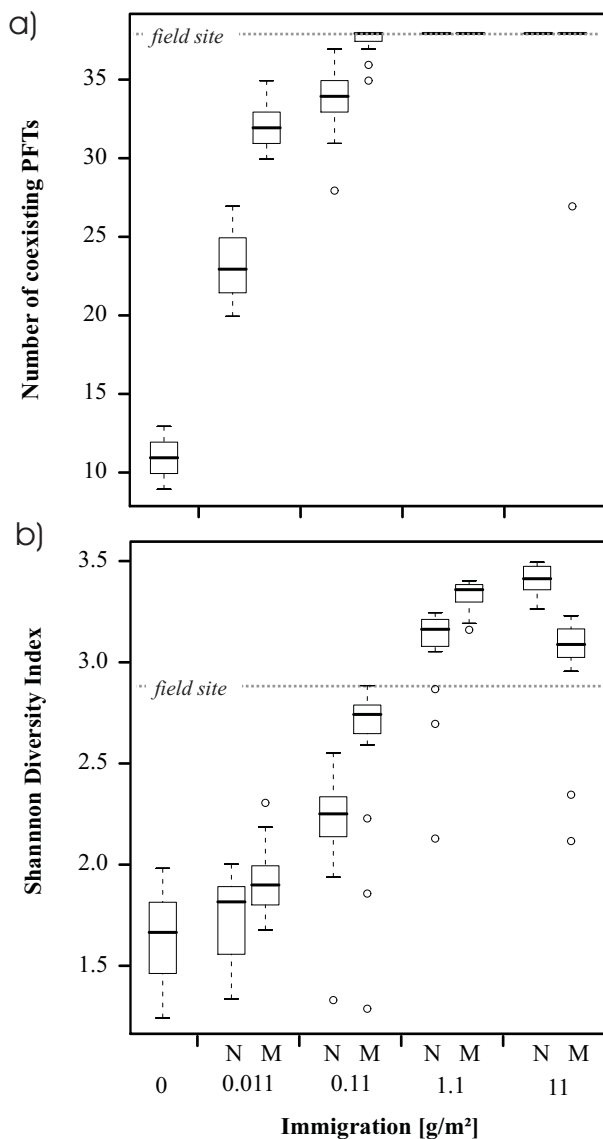 a)
field site
35
30
25
20
15
10
Number of coexisting PFTs
b)
3.5
3.0
field site
2.5
2.0
1.5
Shannnon Diversity Index
N M N M N M N M
0 0.011 0.11 1.1 11
Immigration [g/m²]